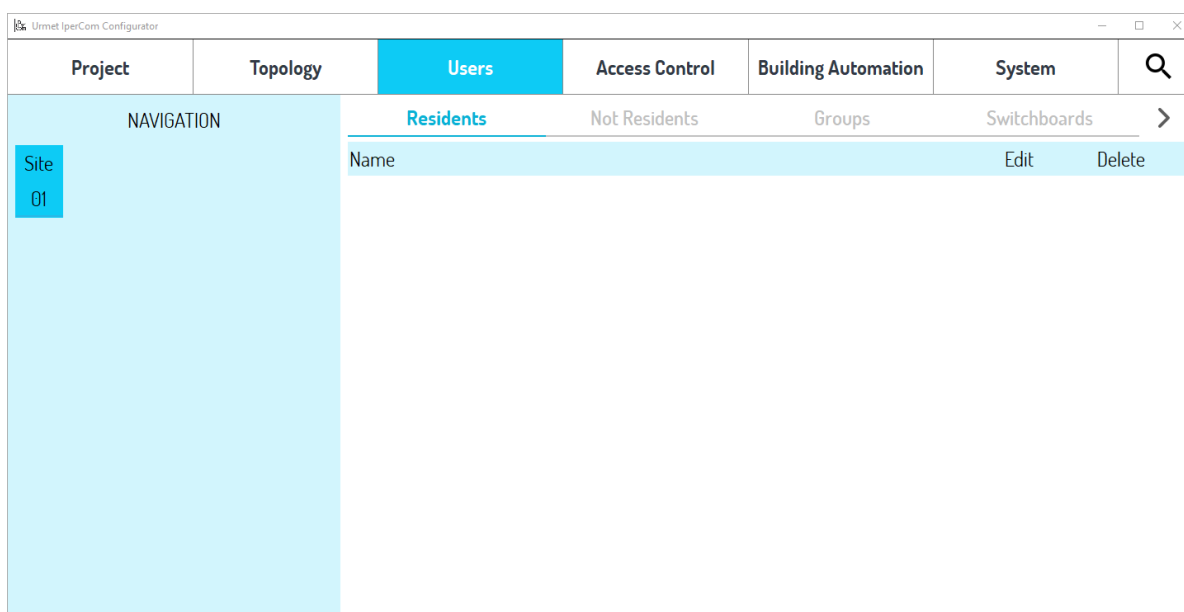 Urmet IperCom Configurator
Project Topology Users Access Control Building Automation System
NAVIGATION
Residents Not Residents Groups Switchboards
Name Edit Delete
Site
01